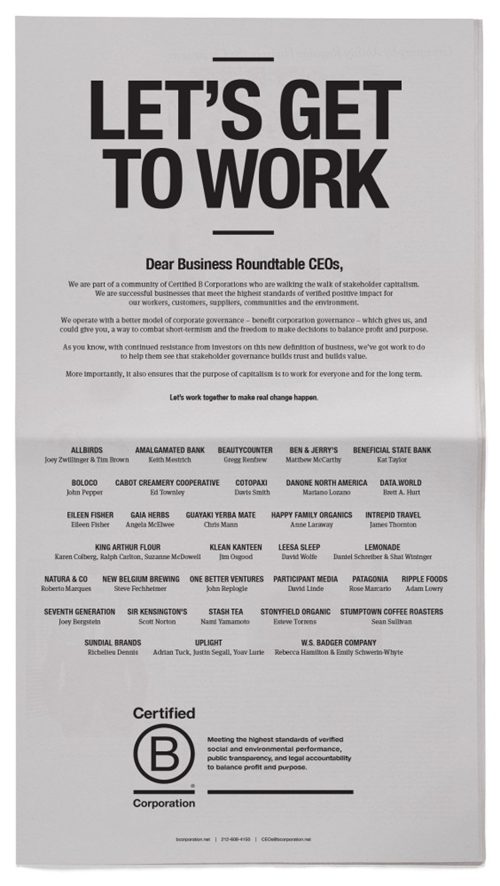 LET'S GET
TO WORK
Dear Business Roundtable CEOs,
We are part of a community of Certified B Corporations who are walking the walk of stakeholder capitalism.
We are successful businesses that meet the highest standards of verified positive impact for
our workers, customers, suppliers, communities and the environment.
We operate with a better model of corporate governance – benefit corporation governance – which gives us, and
could give you, a way to combat short-termism and the freedom to make decisions to balance profit and purpose.
As you know, with continued resistance from investors on this new definition of business, we've got work to do
to help them see that stakeholder governance builds trust and builds value.
More importantly, it also ensures that the purpose of capitalism is to work for everyone and for the long term.
Let's work together to make real change happen.
ALLBIRDS AMALGAMATED BANK BEAUTYCOUNTER BEN & JERRY'S BENEFICIAL STATE BANK
Joey Zwillinger & Tim Brown Keith Mestrich Gregg Renfrew Matthew McCarthy Kat Taylor
BOLOCO CABOT CREAMERY COOPERATIVE COTOPAXI DANONE NORTH AMERICA DATA.WORLD
John Pepper Ed Townley Davis Smith Mariano Lozano Brett A. Hurt
EILEEN FISHER GAIA HERBS GUAYAKI YERBA MATE HAPPY FAMILY ORGANICS INTREPID TRAVEL
Eileen Fisher Angela McElwee Chris Mann Anne Laraway James Thornton
KING ARTHUR FLOUR KLEAN KANTEEN LEESA SLEEP LEMONADE
Karen Colberg, Ralph Carlton, Suzanne McDowell Jim Osgood David Wolfe Daniel Schreiber & Shai Wininger
NATURA & CO NEW BELGIUM BREWING ONE BETTER VENTURES PARTICIPANT MEDIA PATAGONIA RIPPLE FOODS
Roberto Marques Steve Fechheimer John Replogle David Linde Rose Marcario Adam Lowry
SEVENTH GENERATION SIR KENSINGTON'S STASH TEA STONYFIELD ORGANIC STUMPTOWN COFFEE ROASTERS
Joey Bergstein Scott Norton Nami Yamamoto Esteve Torrens Sean Sullivan
SUNDIAL BRANDS UPLIGHT W.S. BADGER COMPANY
Richelieu Dennis Adrian Tuck, Justin Segall, Yoav Lurie Rebecca Hamilton & Emily Schwerin-Whyte
Certified
B
®
Corporation
Meeting the highest standards of verified
social and environmental performance,
public transparency, and legal accountability
to balance profit and purpose.
bcorporation.net |